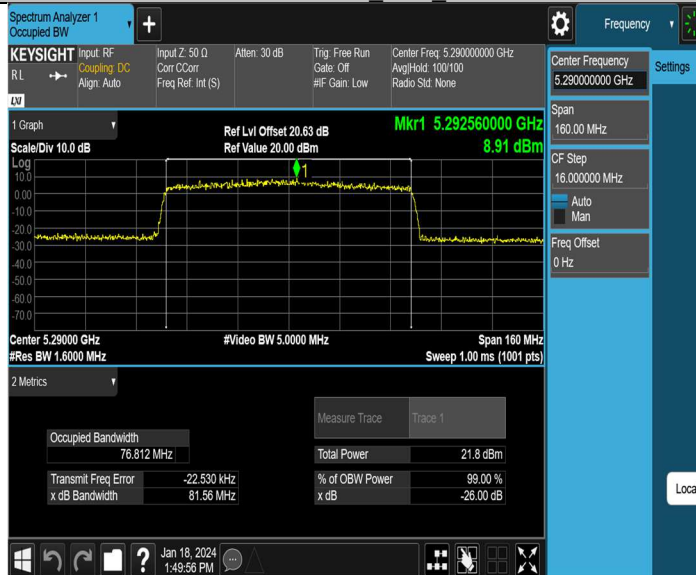 Spectrum Analyzer 1
Occupied BW
Frequency
KEYSIGHT
RL
LXI
Input: RF
Coupling: DC
Align: Auto
Input Z: 50 Ω
Corr CCorr
Freq Ref: Int (S)
Atten: 30 dB
Trig: Free Run
Gate: Off
#IF Gain: Low
Center Freq: 5.290000000 GHz
Avg|Hold: 100/100
Radio Std: None
Center Frequency
5.290000000 GHz
Settings
Span
160.00 MHz
CF Step
16.000000 MHz
Auto
Man
Freq Offset
0 Hz
1 Graph
Scale/Div 10.0 dB
Ref Lvl Offset 20.63 dB
Ref Value 20.00 dBm
Mkr1 5.292560000 GHz
8.91 dBm
Log
10.0
0.00
-10.0
-20.0
-30.0
-40.0
-50.0
-60.0
-70.0
1
Center 5.29000 GHz
#Res BW 1.6000 MHz
#Video BW 5.0000 MHz
Span 160 MHz
Sweep 1.00 ms (1001 pts)
2 Metrics
Measure Trace
Trace 1
Occupied Bandwidth
76.812 MHz
Total Power
21.8 dBm
Transmit Freq Error
-22.530 kHz
% of OBW Power
99.00 %
x dB Bandwidth
81.56 MHz
x dB
-26.00 dB
Loca
?
Jan 18, 2024
1:49:56 PM